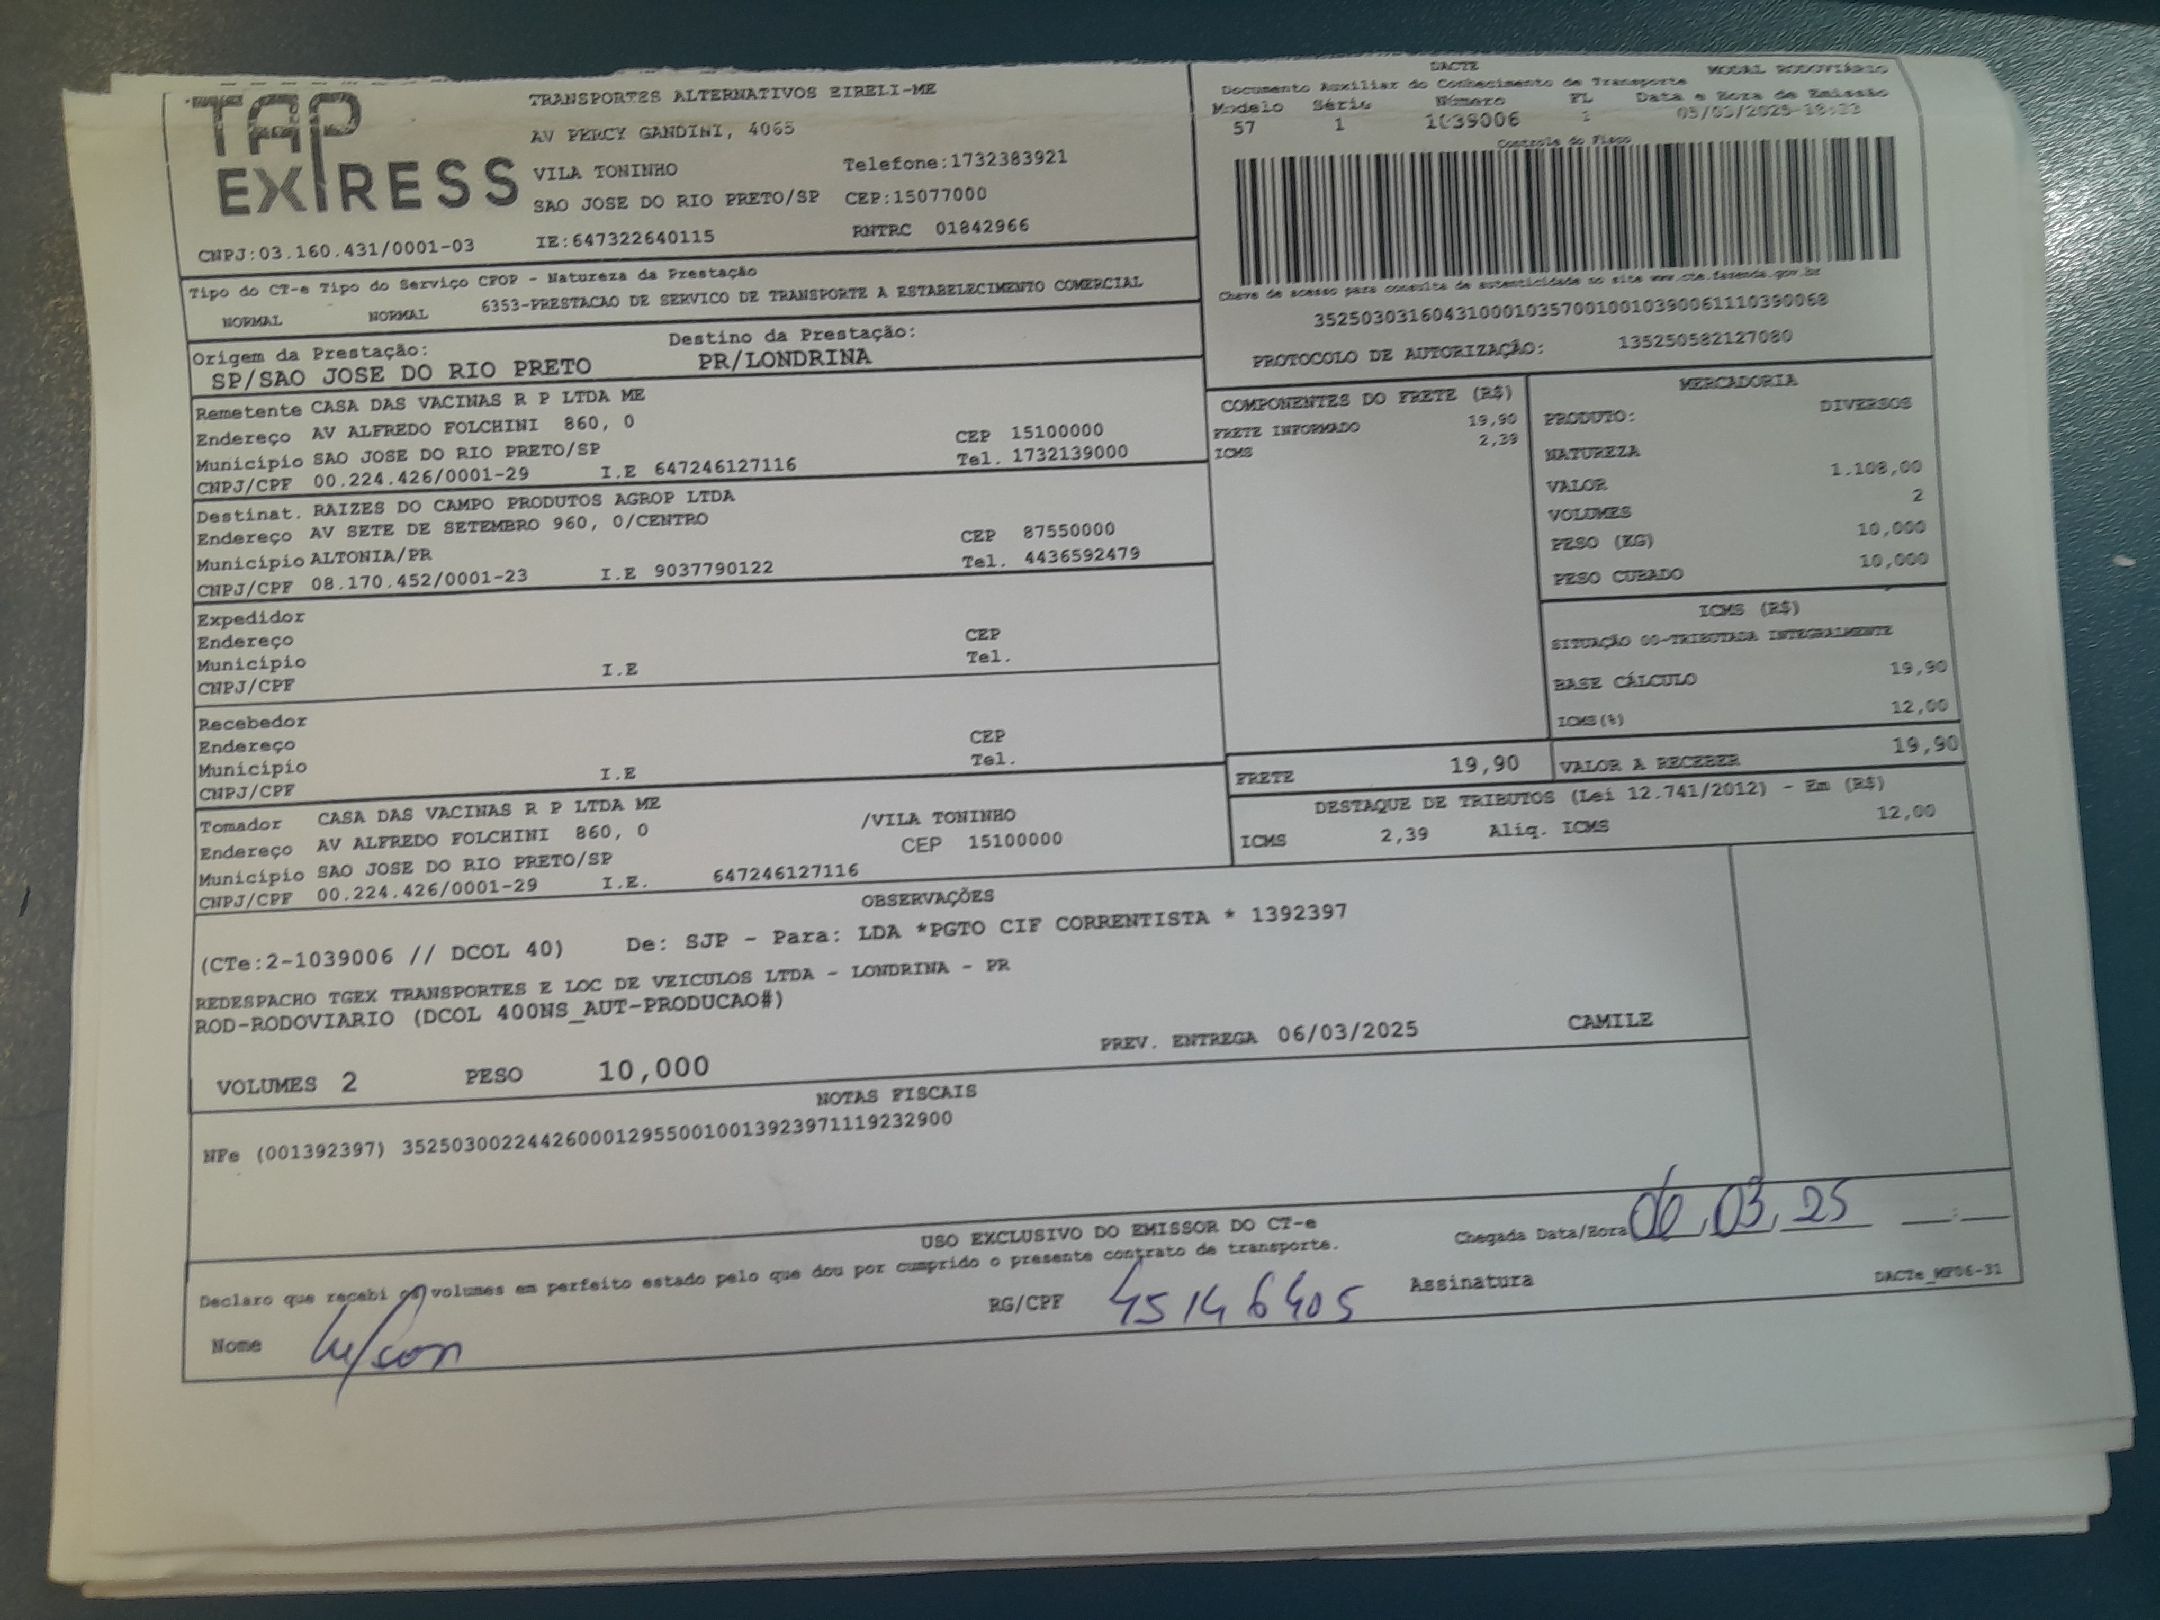 TAP EXPRESS
TRANSPORTES ALTERNATIVOS EIRELI-ME
AV PERCY GANDINI, 4065
VILA TONINHO Telefone:1732383921
SAO JOSE DO RIO PRETO/SP CEP:15077000
CNPJ:03.160.431/0001-03 IE:647322640115 RNTRC 01842966
DACTE MODAL RODOVIÁRIO
Documento Auxiliar do Conhecimento de Transporte
Modelo Série Número FL Data e Hora de Emissão
57 1 1039006 1 05/03/2025
Controle do Fisco
Chave de acesso para consulta de autenticidade no site www.cte.fazenda.gov.br
35250303160431000103570010010390061110390068
PROTOCOLO DE AUTORIZAÇÃO: 135250582127080
Tipo do CT-e Tipo do Serviço CFOP - Natureza da Prestação
NORMAL NORMAL 6353-PRESTACAO DE SERVICO DE TRANSPORTE A ESTABELECIMENTO COMERCIAL
Origem da Prestação: Destino da Prestação:
SP/SAO JOSE DO RIO PRETO PR/LONDRINA
Remetente CASA DAS VACINAS R P LTDA ME
Endereço AV ALFREDO FOLCHINI 860, 0 CEP 15100000
Município SAO JOSE DO RIO PRETO/SP Tel. 1732139000
CNPJ/CPF 00.224.426/0001-29 I.E 647246127116
Destinat. RAIZES DO CAMPO PRODUTOS AGROP LTDA
Endereço AV SETE DE SETEMBRO 960, 0/CENTRO CEP 87550000
Município ALTONIA/PR Tel. 4436592479
CNPJ/CPF 08.170.452/0001-23 I.E 9037790122
Expedidor
Endereço CEP
Município Tel.
CNPJ/CPF I.E
Recebedor
Endereço CEP
Município Tel.
CNPJ/CPF I.E
Tomador CASA DAS VACINAS R P LTDA ME /VILA TONINHO
Endereço AV ALFREDO FOLCHINI 860, 0 CEP 15100000
Município SAO JOSE DO RIO PRETO/SP
CNPJ/CPF 00.224.426/0001-29 I.E. 647246127116
COMPONENTES DO FRETE (R$)
FRETE INFORMADO 19,90
ICMS 2,39
MERCADORIA
PRODUTO: DIVERSOS
NATUREZA
VALOR 1.108,00
VOLUMES 2
PESO (KG) 10,000
PESO CUBADO 10,000
ICMS (R$)
SITUAÇÃO 00-TRIBUTADA INTEGRALMENTE
BASE CÁLCULO 19,90
ICMS(%) 12,00
FRETE 19,90 VALOR A RECEBER 19,90
DESTAQUE DE TRIBUTOS (Lei 12.741/2012) - Em (R$)
ICMS 2,39 Aliq. ICMS 12,00
OBSERVAÇÕES
(CTe:2-1039006 // DCOL 40) De: SJP - Para: LDA *PGTO CIF CORRENTISTA * 1392397
REDESPACHO TGEX TRANSPORTES E LOC DE VEICULOS LTDA - LONDRINA - PR
ROD-RODOVIARIO (DCOL 400NS_AUT-PRODUCAO#)
PREV. ENTREGA 06/03/2025 CAMILE
VOLUMES 2 PESO 10,000
NOTAS FISCAIS
NFe (001392397) 35250300224426000129550010013923971119232900
USO EXCLUSIVO DO EMISSOR DO CT-e
Declaro que recebi os volumes em perfeito estado pelo que dou por cumprido o presente contrato de transporte.
Chegada Data/Hora 06, 03, 25 __:__
Nome RG/CPF 45146405 Assinatura
DACTe_MF06-31